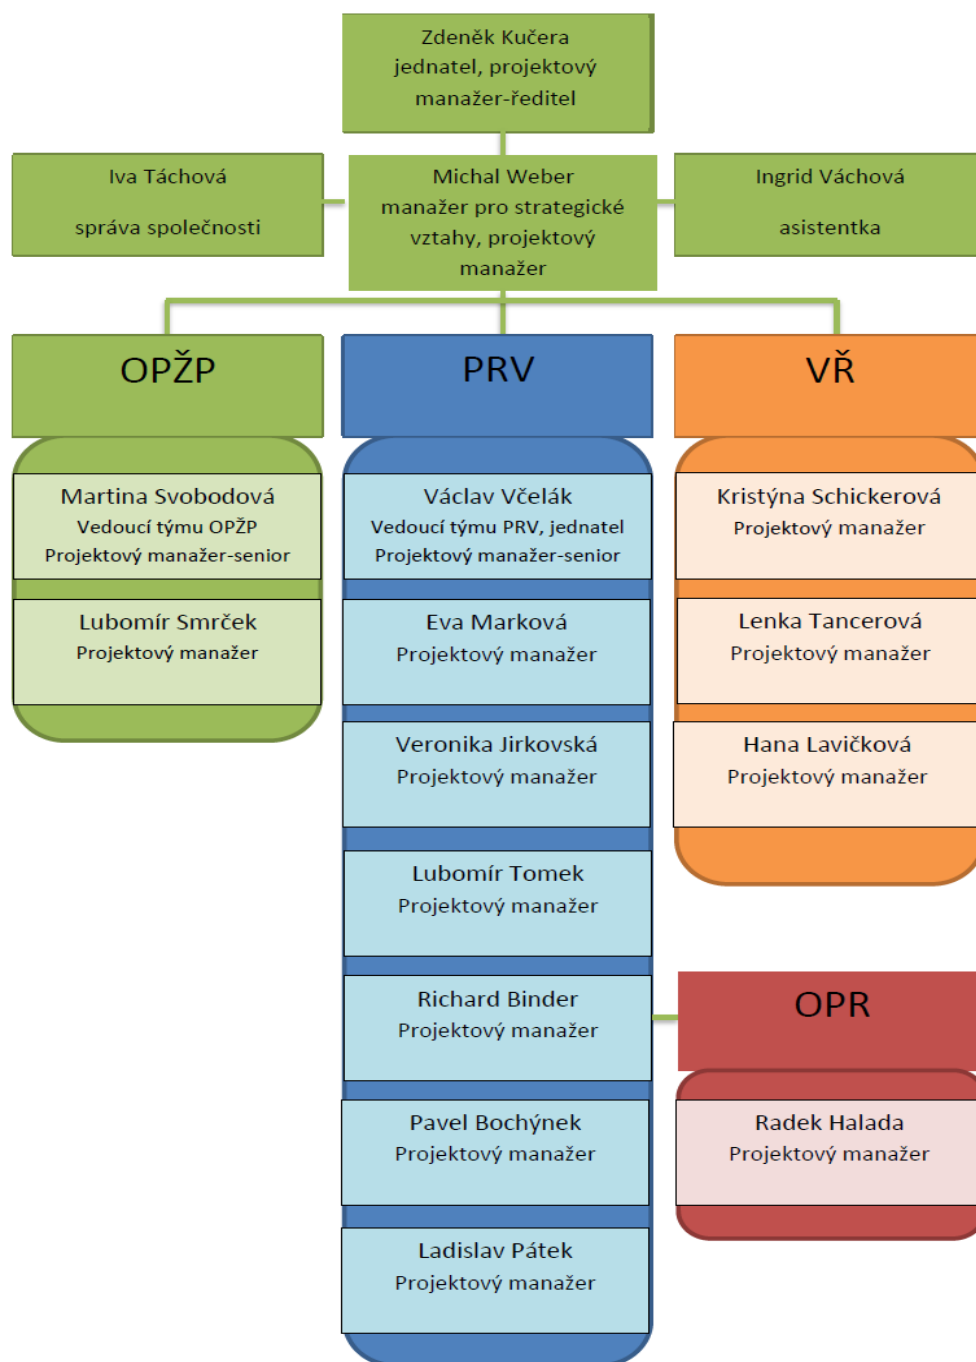 Zdeněk Kučera
jednatel, projektový
manažer-ředitel
Iva Táchová
správa společnosti
Michal Weber
manažer pro strategické
vztahy, projektový
manažer
Ingrid Váchová
asistentka
OPŽP
Martina Svobodová
Vedoucí týmu OPŽP
Projektový manažer-senior
Lubomír Smrček
Projektový manažer
PRV
Václav Včelák
Vedoucí týmu PRV, jednatel
Projektový manažer-senior
Eva Marková
Projektový manažer
Veronika Jirkovská
Projektový manažer
Lubomír Tomek
Projektový manažer
Richard Binder
Projektový manažer
Pavel Bochýnek
Projektový manažer
Ladislav Pátek
Projektový manažer
VŘ
Kristýna Schickerová
Projektový manažer
Lenka Tancerová
Projektový manažer
Hana Lavičková
Projektový manažer
OPR
Radek Halada
Projektový manažer